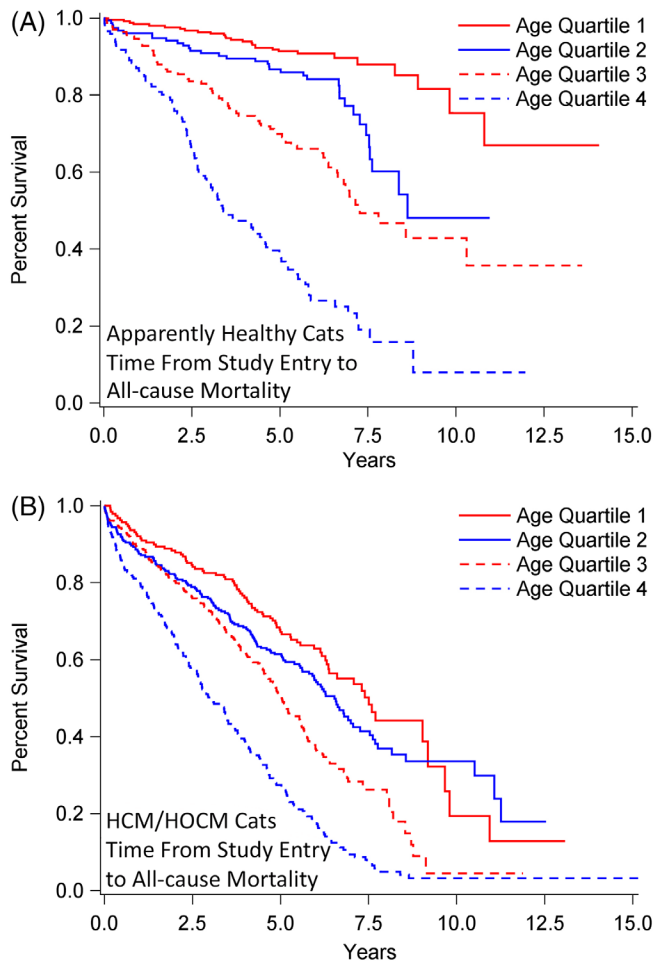 (A)
1.0
0.8
0.6
0.4
0.2
0.0
Percent Survival
Age Quartile 1
Age Quartile 2
Age Quartile 3
Age Quartile 4
Apparently Healthy Cats
Time From Study Entry to
All-cause Mortality
0.0 2.5 5.0 7.5 10.0 12.5 15.0
Years
(B)
1.0
0.8
0.6
0.4
0.2
0.0
Percent Survival
Age Quartile 1
Age Quartile 2
Age Quartile 3
Age Quartile 4
HCM/HOCM Cats
Time From Study Entry
to All-cause Mortality
0.0 2.5 5.0 7.5 10.0 12.5 15.0
Years